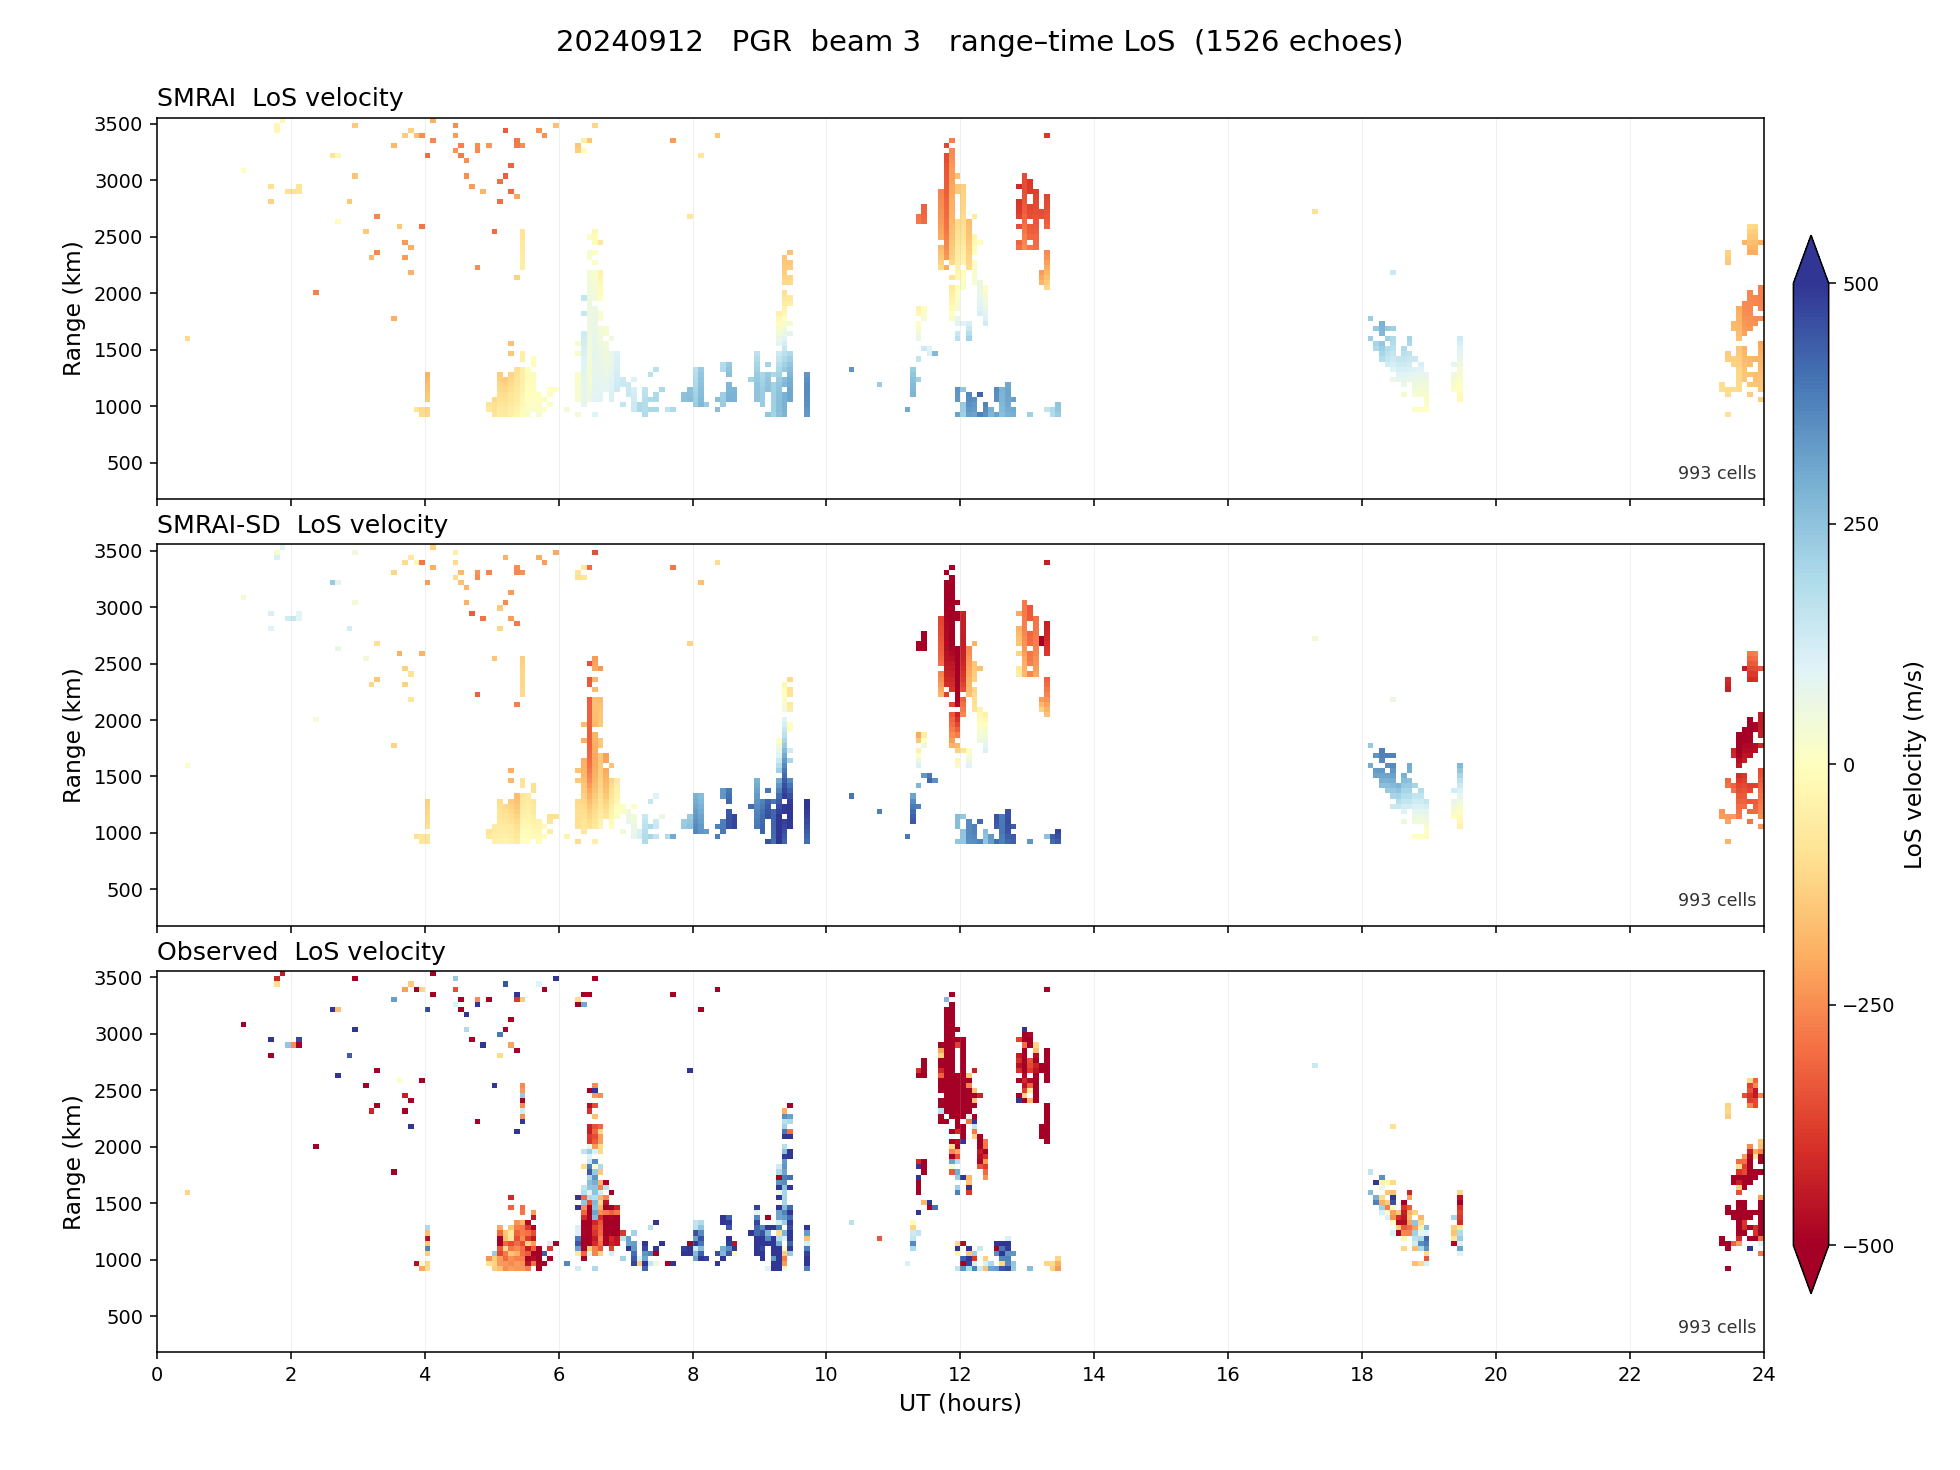 20240912   PGR  beam 3   range–time LoS  (1526 echoes)
SMRAI  LoS velocity
3500
3000
2500
2000
1500
1000
500
Range (km)
993 cells
SMRAI-SD  LoS velocity
3500
3000
2500
2000
1500
1000
500
Range (km)
993 cells
Observed  LoS velocity
3500
3000
2500
2000
1500
1000
500
Range (km)
993 cells
0 2 4 6 8 10 12 14 16 18 20 22 24
UT (hours)
500
250
0
−250
−500
LoS velocity (m/s)